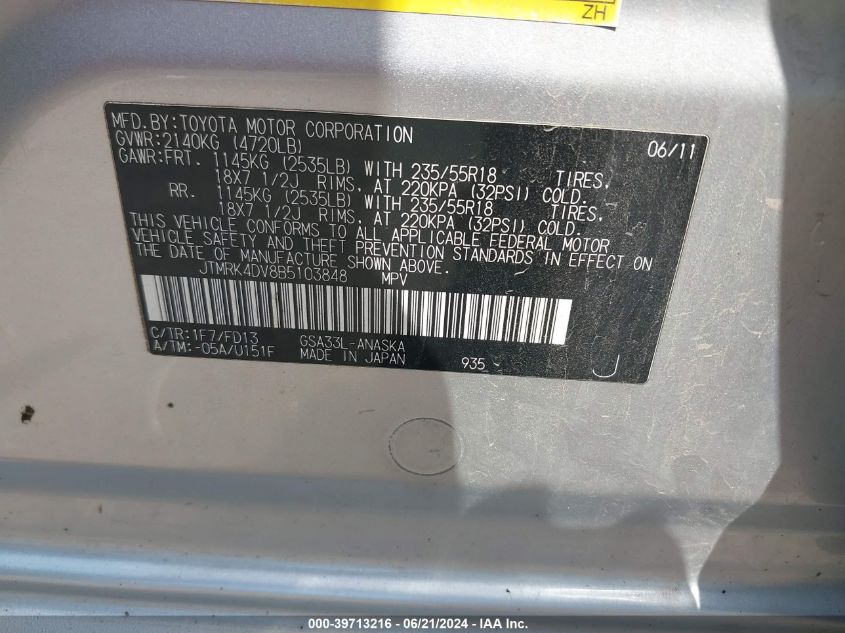 ZH
MFD.BY:TOYOTA MOTOR CORPORATION 06/11
GVWR:2140KG (4720LB)
GAWR:FRT. 1145KG (2535LB) WITH 235/55R18 TIRES,
18X7 1/2J RIMS, AT 220KPA (32PSI) COLD.
RR. 1145KG (2535LB) WITH 235/55R18 TIRES,
18X7 1/2J RIMS, AT 220KPA (32PSI) COLD.
THIS VEHICLE CONFORMS TO ALL APPLICABLE FEDERAL MOTOR
VEHICLE SAFETY AND THEFT PREVENTION STANDARDS IN EFFECT ON
THE DATE OF MANUFACTURE SHOWN ABOVE.
JTMRK4DV8B5103848 MPV
C/TR:1F7/FD13 GSA33L-ANASKA
A/TM:-05A/U151F MADE IN JAPAN 935 J
000-39713216 - 06/21/2024 - IAA Inc.